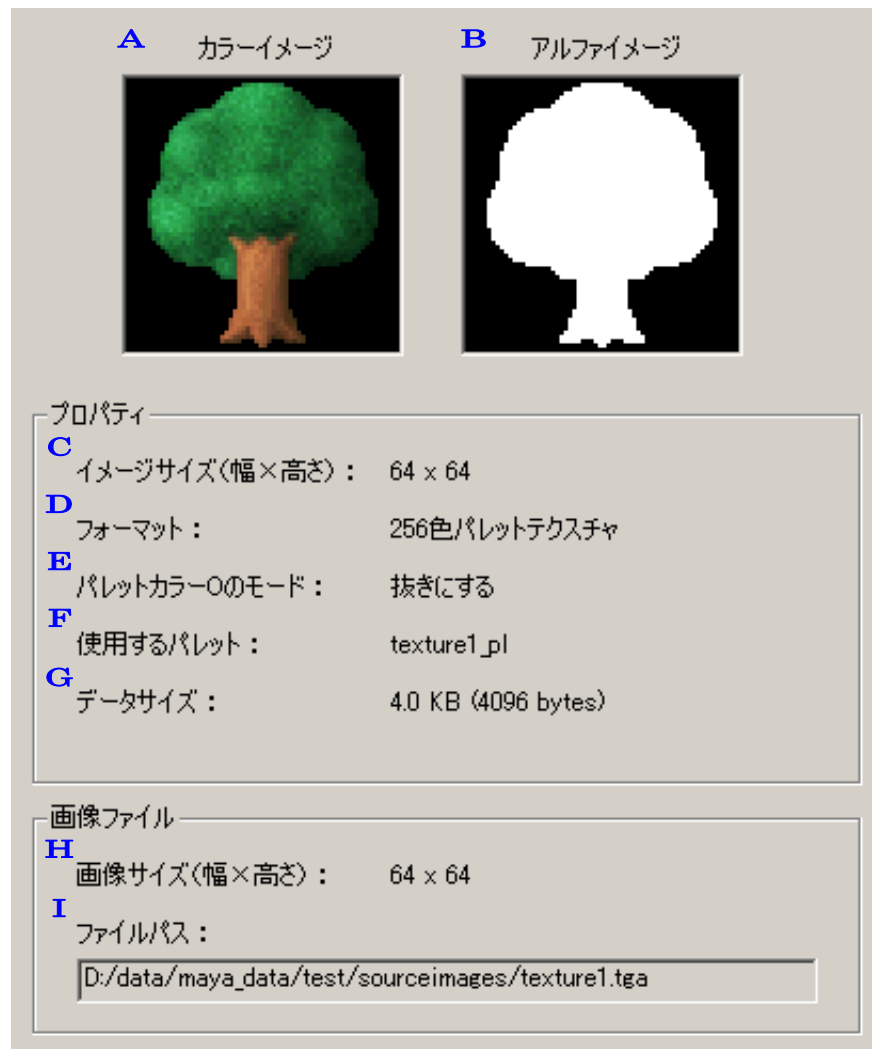 A カラーイメージ B アルファイメージ
プロパティ
C
イメージサイズ(幅×高さ): 64 x 64
D
フォーマット: 256色パレットテクスチャ
E
パレットカラー0のモード: 抜きにする
F
使用するパレット: texture1_pl
G
データサイズ: 4.0 KB (4096 bytes)
画像ファイル
H
画像サイズ(幅×高さ): 64 x 64
I
ファイルパス:
D:/data/maya_data/test/sourceimages/texture1.tga